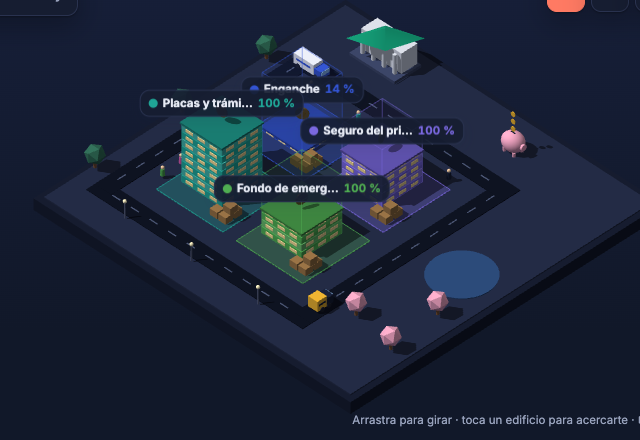 Enganche 14 %
Placas y trámi... 100 %
Seguro del pri... 100 %
Fondo de emerg... 100 %
Arrastra para girar · toca un edificio para acercarte ·